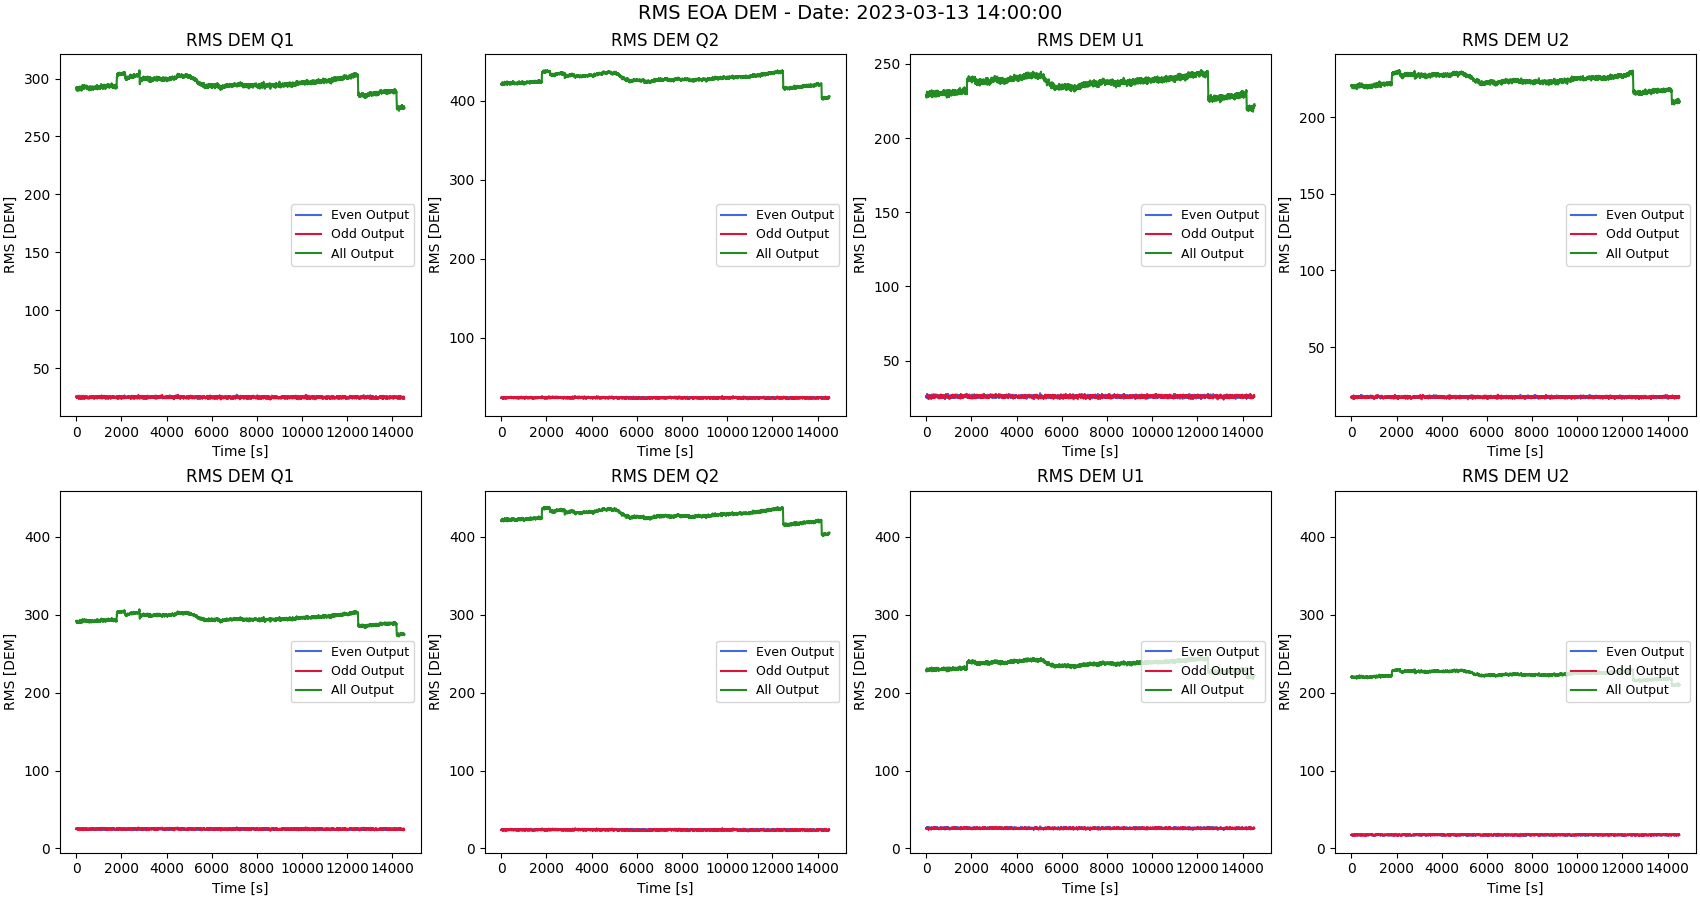 RMS EOA DEM - Date: 2023-03-13 14:00:00
RMS DEM Q1
RMS [DEM]
300
250
200
150
100
50
Even Output
Odd Output
All Output
0 2000 4000 6000 8000 10000 12000 14000
Time [s]
RMS DEM Q2
RMS [DEM]
400
300
200
100
Even Output
Odd Output
All Output
0 2000 4000 6000 8000 10000 12000 14000
Time [s]
RMS DEM U1
RMS [DEM]
250
200
150
100
50
Even Output
Odd Output
All Output
0 2000 4000 6000 8000 10000 12000 14000
Time [s]
RMS DEM U2
RMS [DEM]
200
150
100
50
Even Output
Odd Output
All Output
0 2000 4000 6000 8000 10000 12000 14000
Time [s]
RMS DEM Q1
RMS [DEM]
400
300
200
100
0
Even Output
Odd Output
All Output
0 2000 4000 6000 8000 10000 12000 14000
Time [s]
RMS DEM Q2
RMS [DEM]
400
300
200
100
0
Even Output
Odd Output
All Output
0 2000 4000 6000 8000 10000 12000 14000
Time [s]
RMS DEM U1
RMS [DEM]
400
300
200
100
0
Even Output
Odd Output
All Output
0 2000 4000 6000 8000 10000 12000 14000
Time [s]
RMS DEM U2
RMS [DEM]
400
300
200
100
0
Even Output
Odd Output
All Output
0 2000 4000 6000 8000 10000 12000 14000
Time [s]